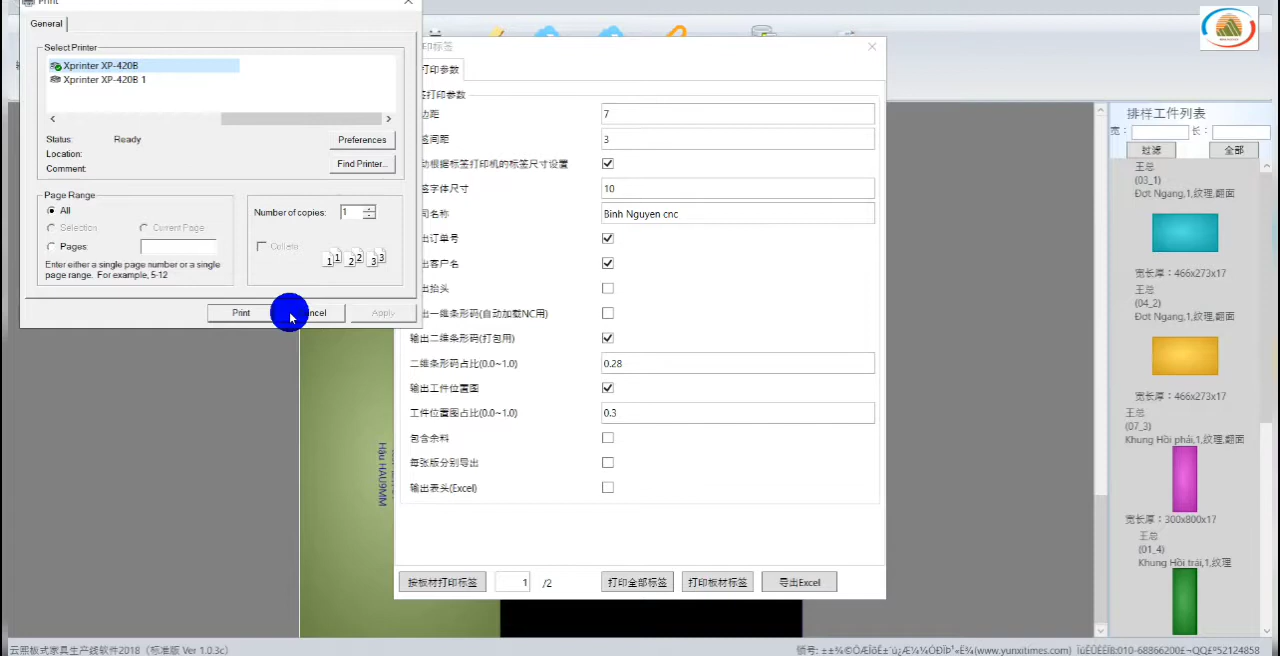 Print
General
Select Printer
Xprinter XP-420B
Xprinter XP-420B 1
Status: Ready
Location:
Comment:
Preferences
Find Printer...
Page Range
All
Selection
Current Page
Pages:
Enter either a single page number or a single
page range. For example, 5-12
Number of copies: 1
Collate
1 1 2 2 3 3
Print
Apply
印标签
打印参数
签打印参数
边距 7
间距 3
动根据标签打印机的标签尺寸设置
签字体尺寸 10
司名称 Binh Nguyen cnc
出订单号
出客户名
出抬头
出一维条形码(自动加载NC用)
输出二维条形码(打包用)
二维条形码占比(0.0~1.0) 0.28
输出工件位置图
工件位置图占比(0.0~1.0) 0.3
包含余料
每张版分别导出
输出表头(Excel)
按板材打印标签 1 /2 打印全部标签 打印板材标签 导出Excel
Hậu HAU9MM
排样工件列表
宽: 长:
过滤 全部
王总
(03_1)
Đợt Ngang,1,纹理,翻面
宽长厚：466x273x17
王总
(04_2)
Đợt Ngang,1,纹理,翻面
宽长厚：466x273x17
王总
(07_3)
Khung Hồi phải,1,纹理,翻面
宽长厚：300x800x17
王总
(01_4)
Khung Hồi trái,1,纹理
云熙板式家具生产线软件2018（标准版 Ver 1.0.3c）
(www.yunxitimes.com)